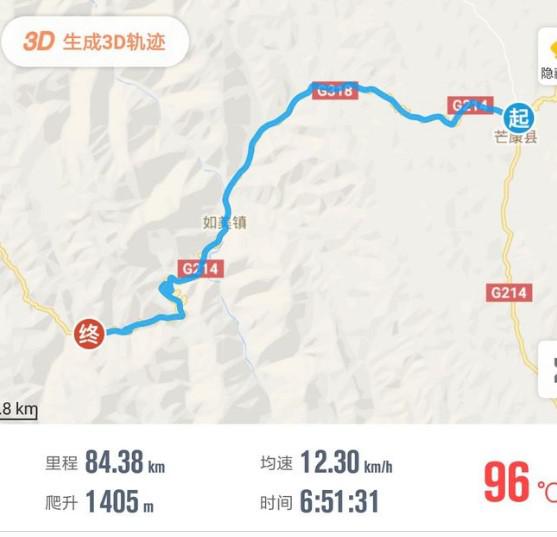 3D 生成3D轨迹
G318
G214
起
芒康县
如美镇
G214
G214
终
.8 km
里程 84.38 km
均速 12.30 km/h
96 ℃
爬升 1405 m
时间 6:51:31